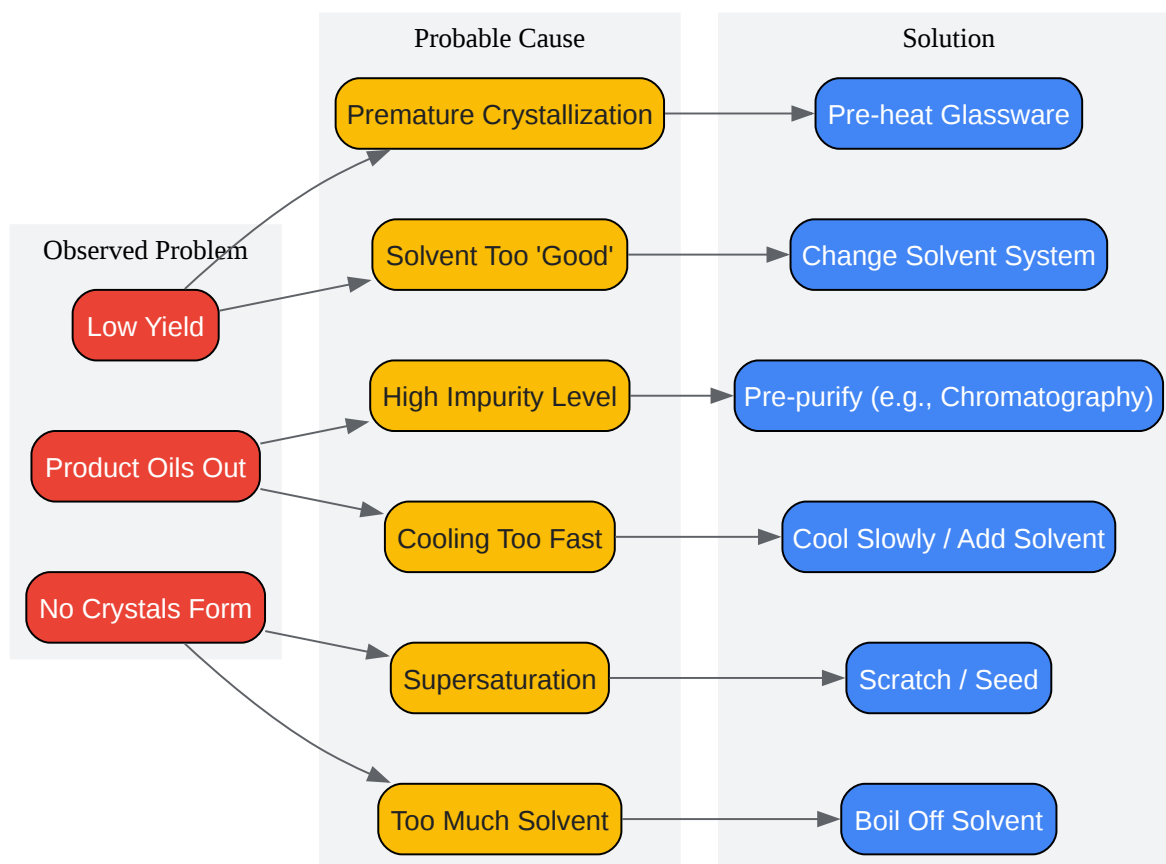 Observed Problem
Low Yield
Product Oils Out
No Crystals Form
Probable Cause
Premature Crystallization
Solvent Too 'Good'
High Impurity Level
Cooling Too Fast
Supersaturation
Too Much Solvent
Solution
Pre-heat Glassware
Change Solvent System
Pre-purify (e.g., Chromatography)
Cool Slowly / Add Solvent
Scratch / Seed
Boil Off Solvent